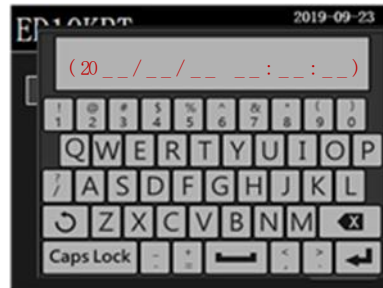 ED10KPT 2019-09-23
(20__/__/__ __:__:__)
! @ # $ % ^ & * ( )
1 2 3 4 5 6 7 8 9 0
Q W E R T Y U I O P
/ A S D F G H J K L
Z X C V B N M
Caps Lock - + = < , > .